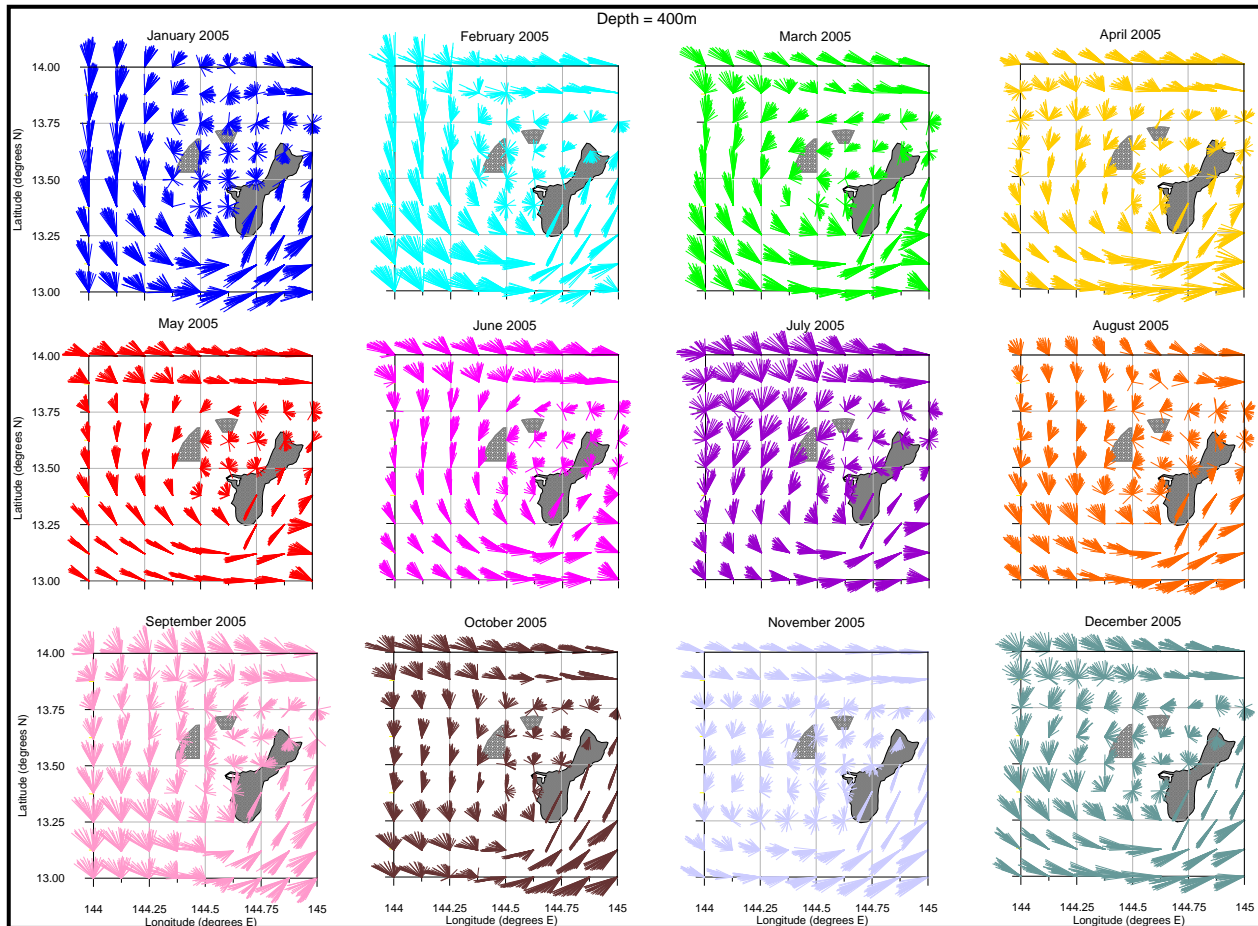 Depth = 400m
January 2005
February 2005
March 2005
April 2005
14.00
13.75
13.50
13.25
13.00
Latitude (degrees N)
May 2005
June 2005
July 2005
August 2005
14.00
13.75
13.50
13.25
13.00
Latitude (degrees N)
September 2005
October 2005
November 2005
December 2005
14.00
13.75
13.50
13.25
13.00
Latitude (degrees N)
144 144.25 144.5 144.75 145
Longitude (degrees E)
144 144.25 144.5 144.75 145
Longitude (degrees E)
144 144.25 144.5 144.75 145
Longitude (degrees E)
144 144.25 144.5 144.75 145
Longitude (degrees E)